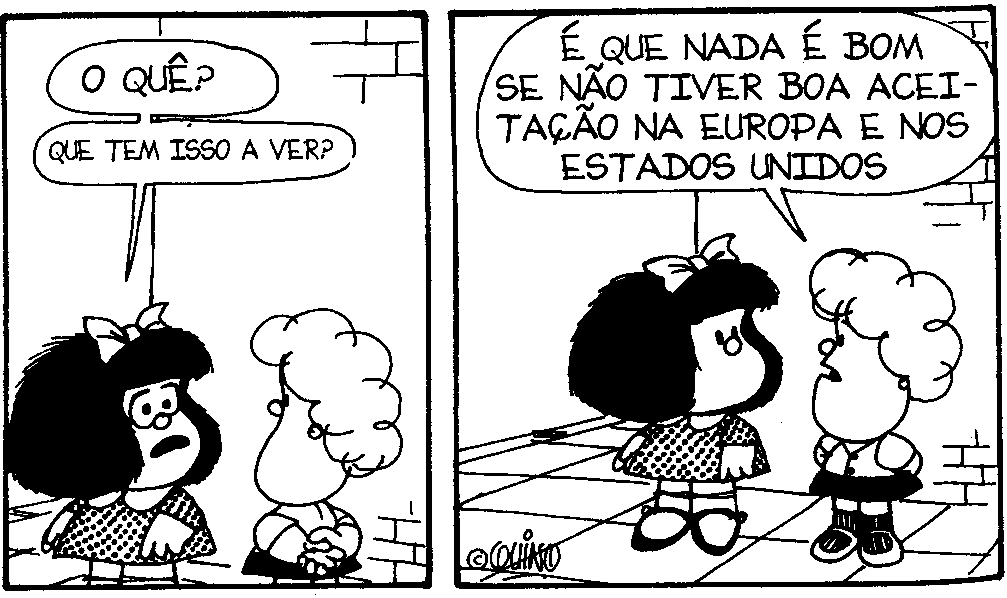 O QUÊ?
QUE TEM ISSO A VER?
É QUE NADA É BOM
SE NÃO TIVER BOA ACEI-
TAÇÃO NA EUROPA E NOS
ESTADOS UNIDOS
©QUINO